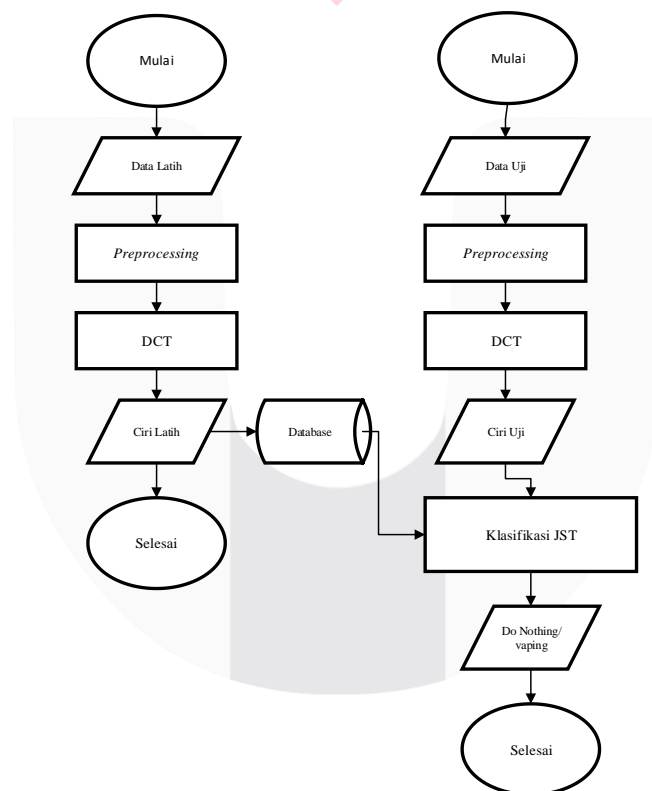 Mulai
Data Latih
Preprocessing
DCT
Ciri Latih
Database
Selesai
Mulai
Data Uji
Preprocessing
DCT
Ciri Uji
Klasifikasi JST
Do Nothing/
vaping
Selesai